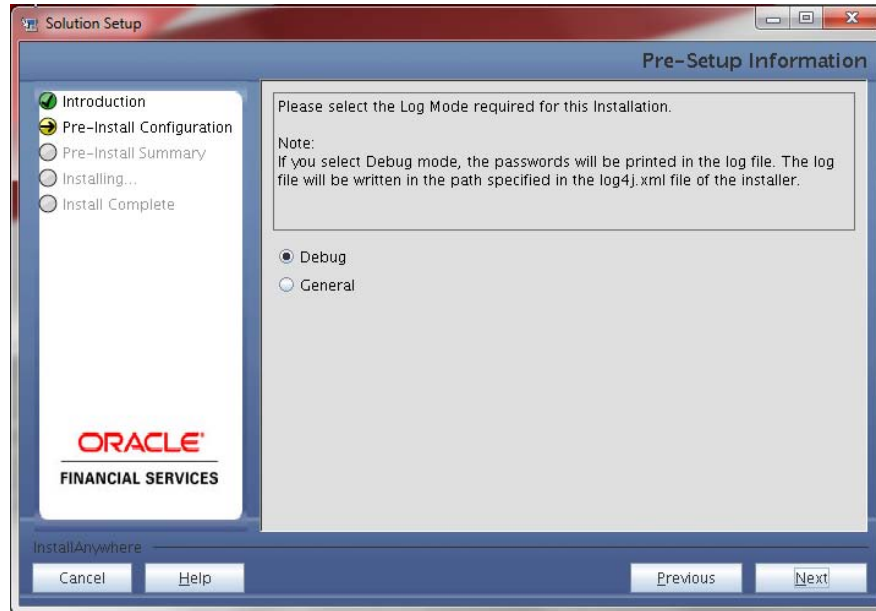 Solution Setup
Pre-Setup Information
Introduction
Pre-Install Configuration
Pre-Install Summary
Installing...
Install Complete
Please select the Log Mode required for this Installation.
Note:
If you select Debug mode, the passwords will be printed in the log file. The log
file will be written in the path specified in the log4j.xml file of the installer.
Debug
General
ORACLE
FINANCIAL SERVICES
InstallAnywhere
Cancel
Help
Previous
Next